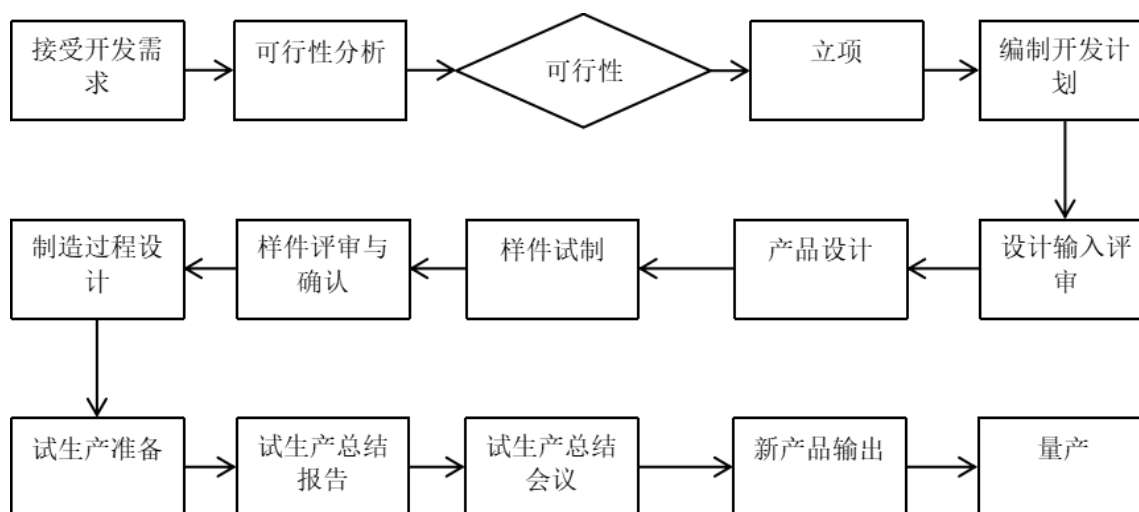 接受开发需
求
可行性分析
可行性
立项
编制开发计
划
设计输入评
审
产品设计
样件试制
样件评审与
确认
制造过程设
计
试生产准备
试生产总结
报告
试生产总结
会议
新产品输出
量产